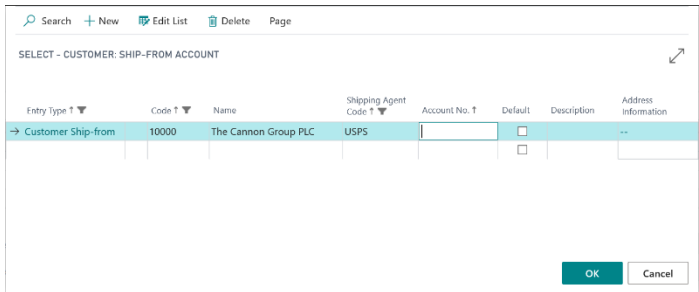 Search + New Edit List Delete Page
SELECT - CUSTOMER: SHIP-FROM ACCOUNT
Entry Type ↑ Code ↑ Name Shipping Agent Code ↑ Account No. ↑ Default Description Address Information
→ Customer Ship-from 10000 The Cannon Group PLC USPS --
OK Cancel